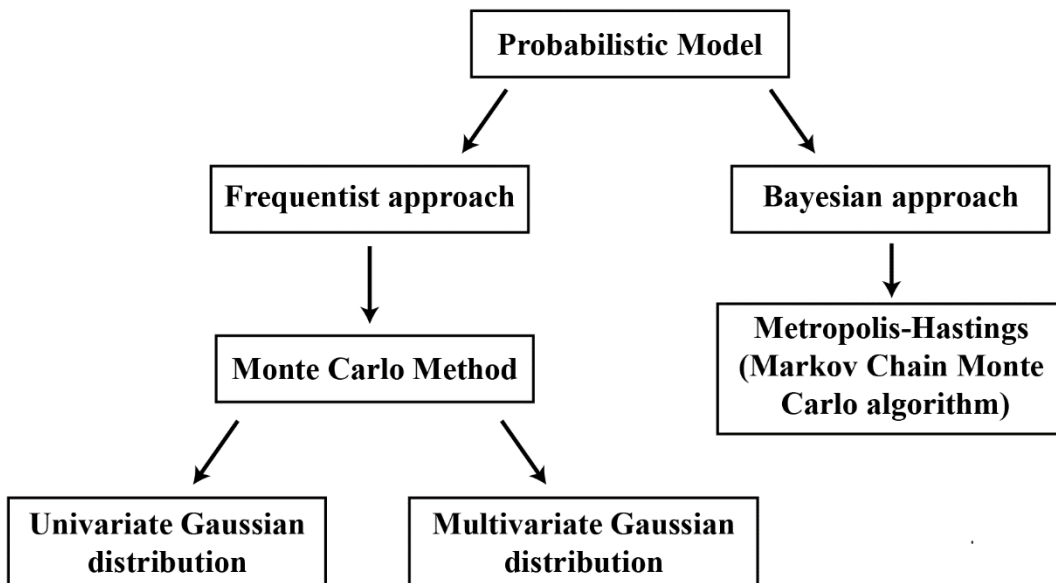 Probabilistic Model
Frequentist approach
Bayesian approach
Monte Carlo Method
Metropolis-Hastings
(Markov Chain Monte
Carlo algorithm)
Univariate Gaussian
distribution
Multivariate Gaussian
distribution